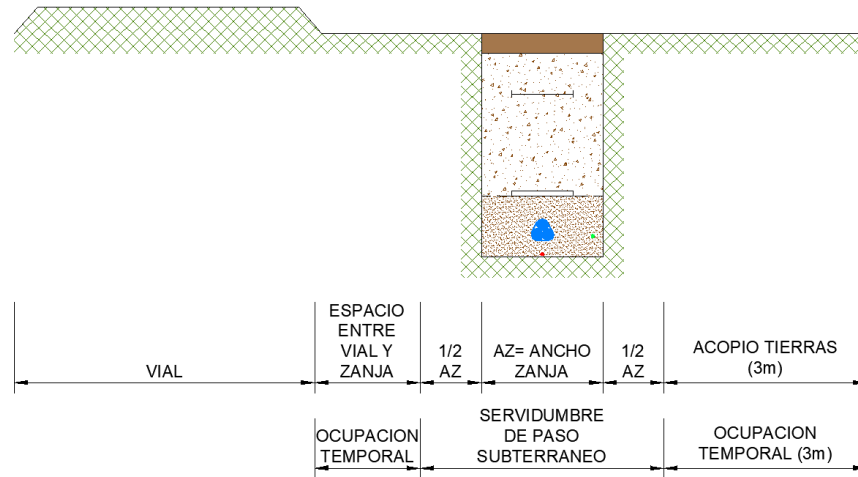 VIAL
ESPACIO
ENTRE
VIAL Y
ZANJA
1/2
AZ
AZ= ANCHO
ZANJA
1/2
AZ
ACOPIO TIERRAS
(3m)
OCUPACION
TEMPORAL
SERVIDUMBRE
DE PASO
SUBTERRANEO
OCUPACION
TEMPORAL (3m)